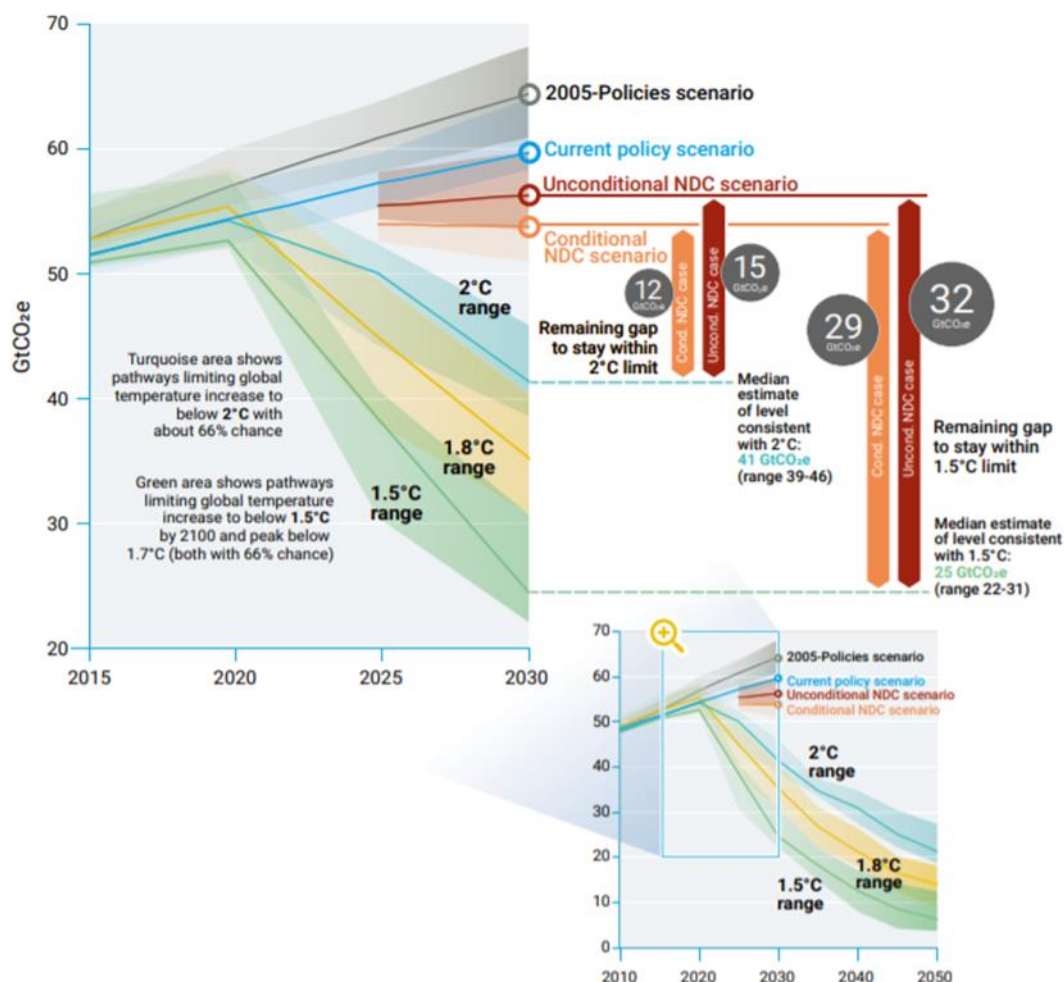 70
60
50
40
30
20
GtCO₂e
2015
2020
2025
2030
2005-Policies scenario
Current policy scenario
Unconditional NDC scenario
Conditional
NDC scenario
2°C
range
1.8°C
range
1.5°C
range
Turquoise area shows
pathways limiting global
temperature increase to
below 2°C with
about 66% chance
Green area shows pathways
limiting global temperature
increase to below 1.5°C
by 2100 and peak below
1.7°C (both with 66% chance)
12
GtCO₂e
Cond. NDC case
Uncond. NDC case
15
GtCO₂e
Remaining gap
to stay within
2°C limit
Median
estimate
of level
consistent
with 2°C:
41 GtCO₂e
(range 39-46)
29
GtCO₂e
Cond. NDC case
Uncond. NDC case
32
GtCO₂e
Remaining gap
to stay within
1.5°C limit
Median estimate
of level consistent
with 1.5°C:
25 GtCO₂e
(range 22-31)
70
60
50
40
30
20
10
0
2010
2020
2030
2040
2050
2005-Policies scenario
Current policy scenario
Unconditional NDC scenario
Conditional NDC scenario
2°C
range
1.8°C
range
1.5°C
range